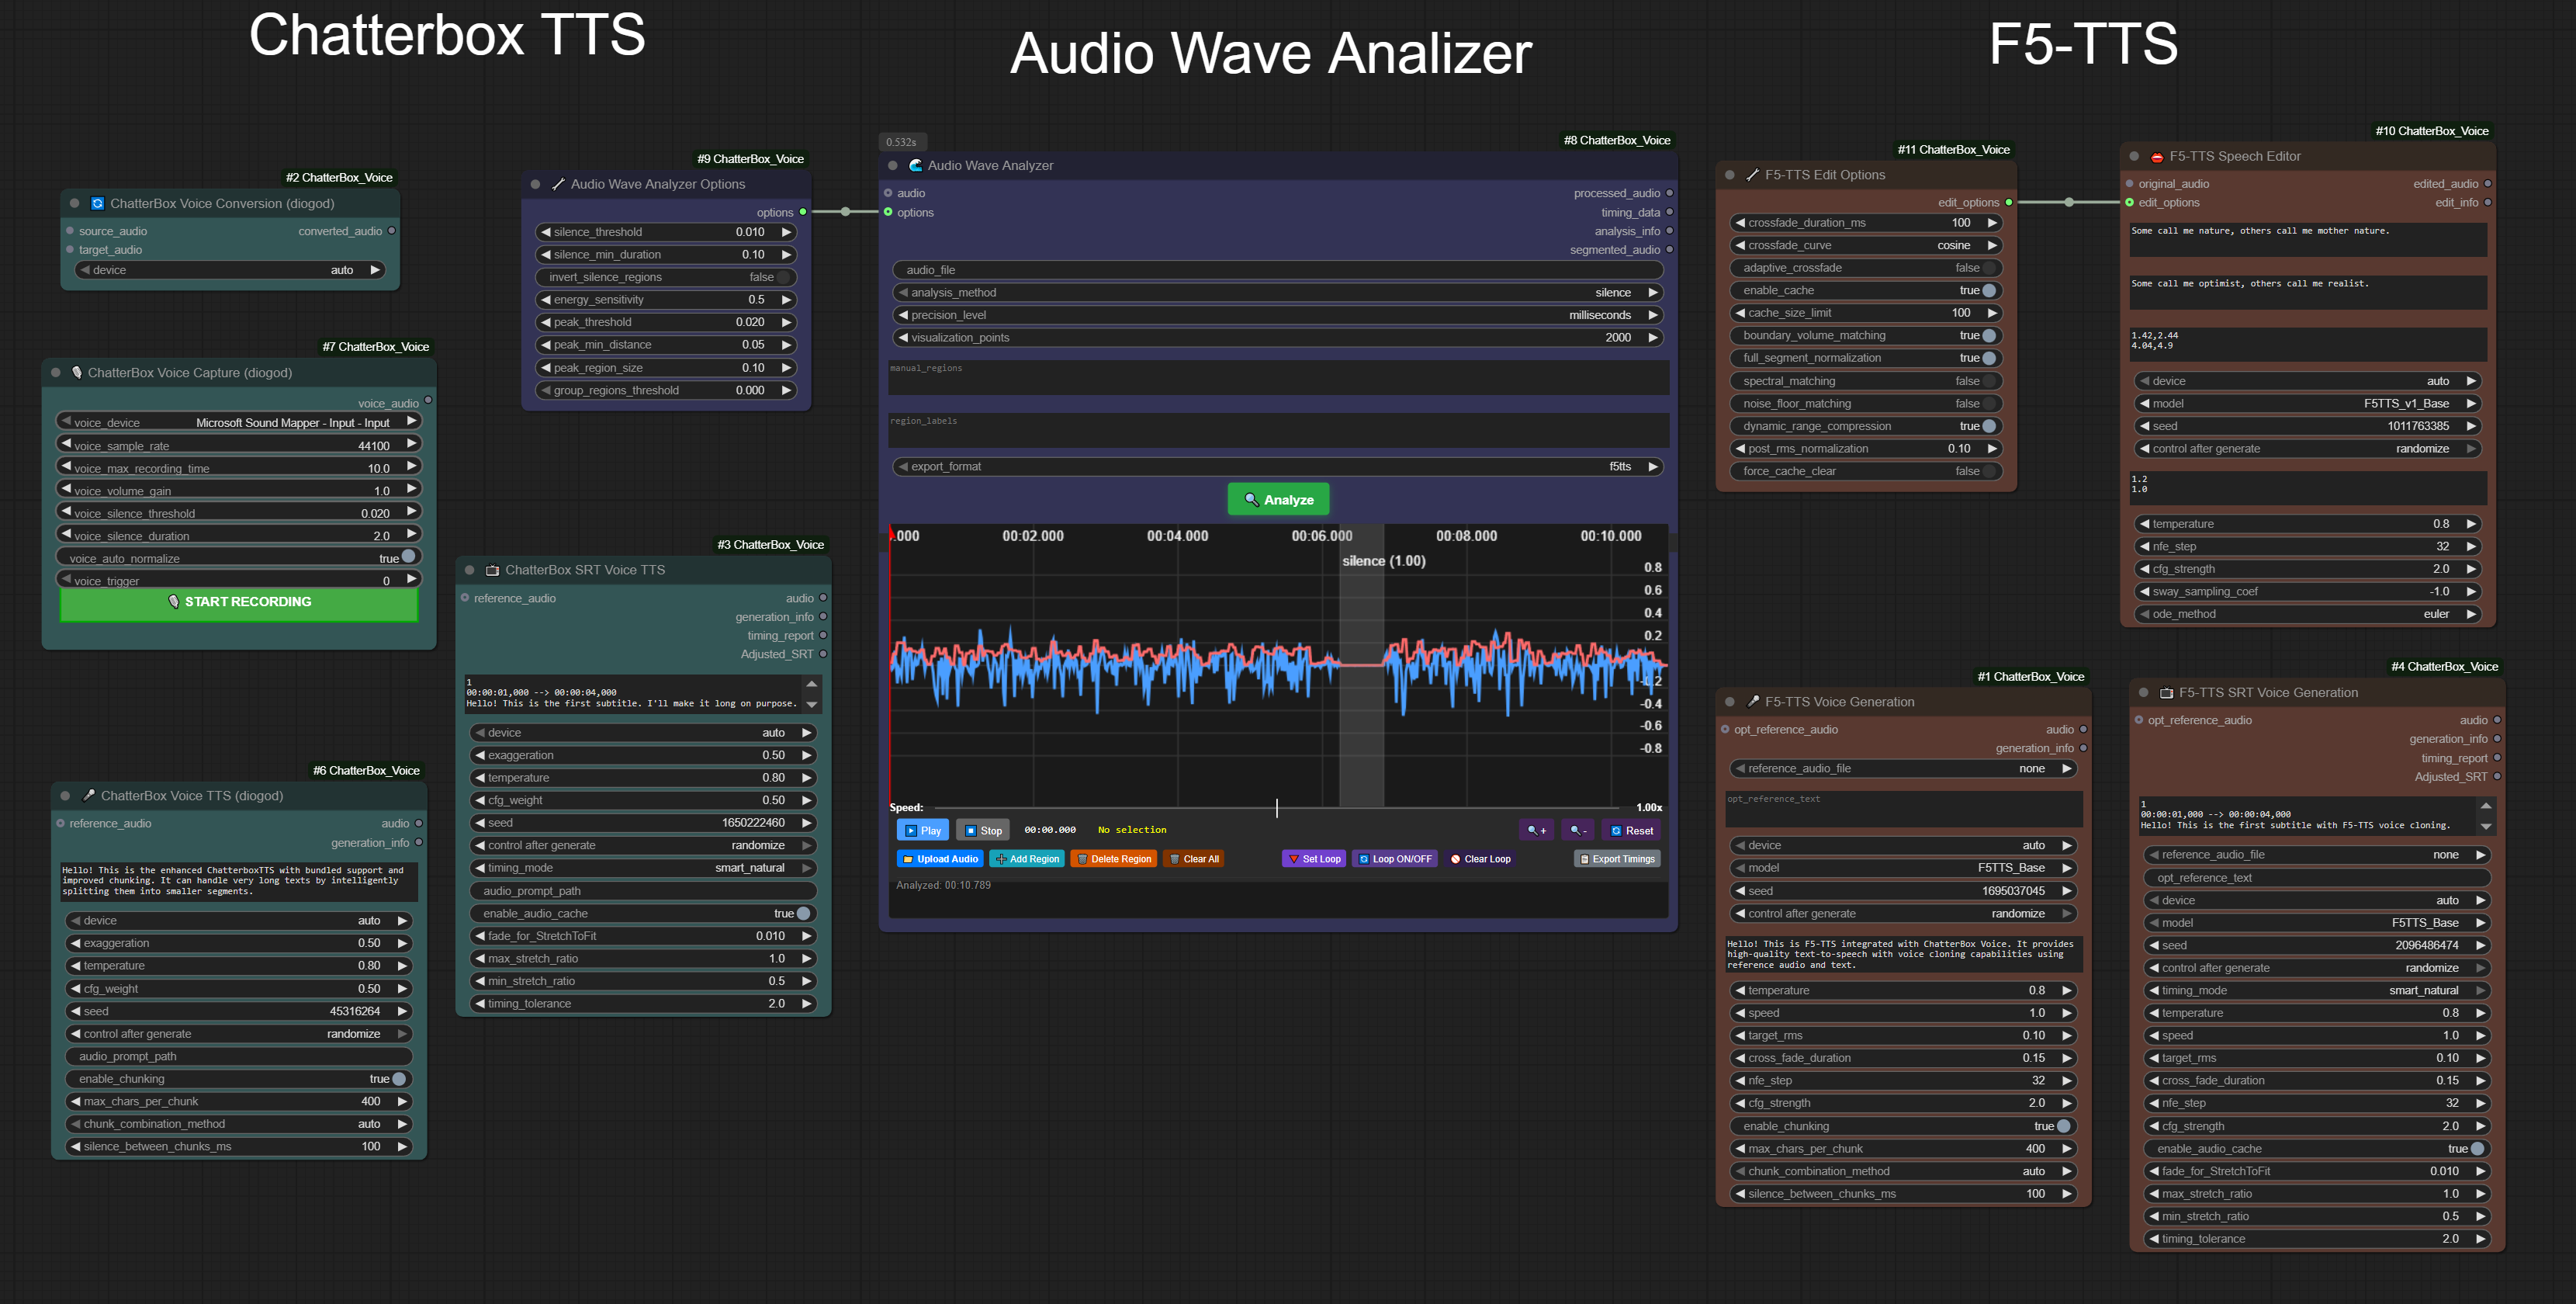 Chatterbox TTS
Audio Wave Analizer
F5-TTS
#2 ChatterBox_Voice
ChatterBox Voice Conversion (diogod)
source_audio converted_audio
target_audio
device auto
#7 ChatterBox_Voice
ChatterBox Voice Capture (diogod)
voice_audio
voice_device Microsoft Sound Mapper - Input - Input
voice_sample_rate 44100
voice_max_recording_time 10.0
voice_volume_gain 1.0
voice_silence_threshold 0.020
voice_silence_duration 2.0
voice_auto_normalize true
voice_trigger 0
START RECORDING
#6 ChatterBox_Voice
ChatterBox Voice TTS (diogod)
reference_audio audio
generation_info
Hello! This is the enhanced ChatterboxTTS with bundled support and
improved chunking. It can handle very long texts by intelligently
splitting them into smaller segments.
device auto
exaggeration 0.50
temperature 0.80
cfg_weight 0.50
seed 45316264
control after generate randomize
audio_prompt_path
enable_chunking true
max_chars_per_chunk 400
chunk_combination_method auto
silence_between_chunks_ms 100
#9 ChatterBox_Voice
Audio Wave Analyzer Options
options
silence_threshold 0.010
silence_min_duration 0.10
invert_silence_regions false
energy_sensitivity 0.5
peak_threshold 0.020
peak_min_distance 0.05
peak_region_size 0.10
group_regions_threshold 0.000
#3 ChatterBox_Voice
ChatterBox SRT Voice TTS
reference_audio audio
generation_info
timing_report
Adjusted_SRT
1
00:00:01,000 --> 00:00:04,000
Hello! This is the first subtitle. I'll make it long on purpose.
device auto
exaggeration 0.50
temperature 0.80
cfg_weight 0.50
seed 1650222460
control after generate randomize
timing_mode smart_natural
audio_prompt_path
enable_audio_cache true
fade_for_StretchToFit 0.010
max_stretch_ratio 1.0
min_stretch_ratio 0.5
timing_tolerance 2.0
0.532s
#8 ChatterBox_Voice
Audio Wave Analyzer
audio processed_audio
options timing_data
analysis_info
segmented_audio
audio_file
analysis_method silence
precision_level milliseconds
visualization_points 2000
manual_regions
region_labels
export_format f5tts
Analyze
.000 00:02.000 00:04.000 00:06.000 00:08.000 00:10.000
silence (1.00)
0.8
0.6
0.4
0.2
-0.2
-0.4
-0.6
-0.8
Speed: 1.00x
Play Stop 00:00.000 No selection + - Reset
Upload Audio Add Region Delete Region Clear All Set Loop Loop ON/OFF Clear Loop Export Timings
Analyzed: 00:10.789
#11 ChatterBox_Voice
F5-TTS Edit Options
edit_options
crossfade_duration_ms 100
crossfade_curve cosine
adaptive_crossfade false
enable_cache true
cache_size_limit 100
boundary_volume_matching true
full_segment_normalization true
spectral_matching false
noise_floor_matching false
dynamic_range_compression true
post_rms_normalization 0.10
force_cache_clear false
#10 ChatterBox_Voice
F5-TTS Speech Editor
original_audio edited_audio
edit_options edit_info
Some call me nature, others call me mother nature.
Some call me optimist, others call me realist.
1.42,2.44
4.04,4.9
device auto
model F5TTS_v1_Base
seed 1011763385
control after generate randomize
1.2
1.0
temperature 0.8
nfe_step 32
cfg_strength 2.0
sway_sampling_coef -1.0
ode_method euler
#1 ChatterBox_Voice
F5-TTS Voice Generation
opt_reference_audio audio
generation_info
reference_audio_file none
opt_reference_text
device auto
model F5TTS_Base
seed 1695037045
control after generate randomize
Hello! This is F5-TTS integrated with ChatterBox Voice. It provides
high-quality text-to-speech with voice cloning capabilities using
reference audio and text.
temperature 0.8
speed 1.0
target_rms 0.10
cross_fade_duration 0.15
nfe_step 32
cfg_strength 2.0
enable_chunking true
max_chars_per_chunk 400
chunk_combination_method auto
silence_between_chunks_ms 100
#4 ChatterBox_Voice
F5-TTS SRT Voice Generation
opt_reference_audio audio
generation_info
timing_report
Adjusted_SRT
1
00:00:01,000 --> 00:00:04,000
Hello! This is the first subtitle with F5-TTS voice cloning.
reference_audio_file none
opt_reference_text
device auto
model F5TTS_Base
seed 2096486474
control after generate randomize
timing_mode smart_natural
temperature 0.8
speed 1.0
target_rms 0.10
cross_fade_duration 0.15
nfe_step 32
cfg_strength 2.0
enable_audio_cache true
fade_for_StretchToFit 0.010
max_stretch_ratio 1.0
min_stretch_ratio 0.5
timing_tolerance 2.0